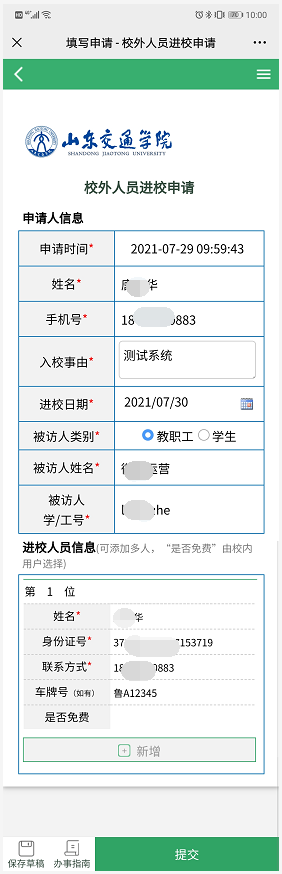 10:00
填写申请 - 校外人员进校申请
山东交通学院
SHANDONG JIAOTONG UNIVERSITY
校外人员进校申请
申请人信息
申请时间* 2021-07-29 09:59:43
姓名* 华
手机号* 18 883
入校事由* 测试系统
进校日期* 2021/07/30
被访人类别* 教职工 学生
被访人姓名* 运营
被访人
学/工号* he
进校人员信息(可添加多人，“是否免费”由校内
用户选择)
第 1 位
姓名* 华
身份证号* 37 153719
联系方式* 18 0883
车牌号 (如有) 鲁A12345
是否免费
新增
保存草稿 办事指南 提交